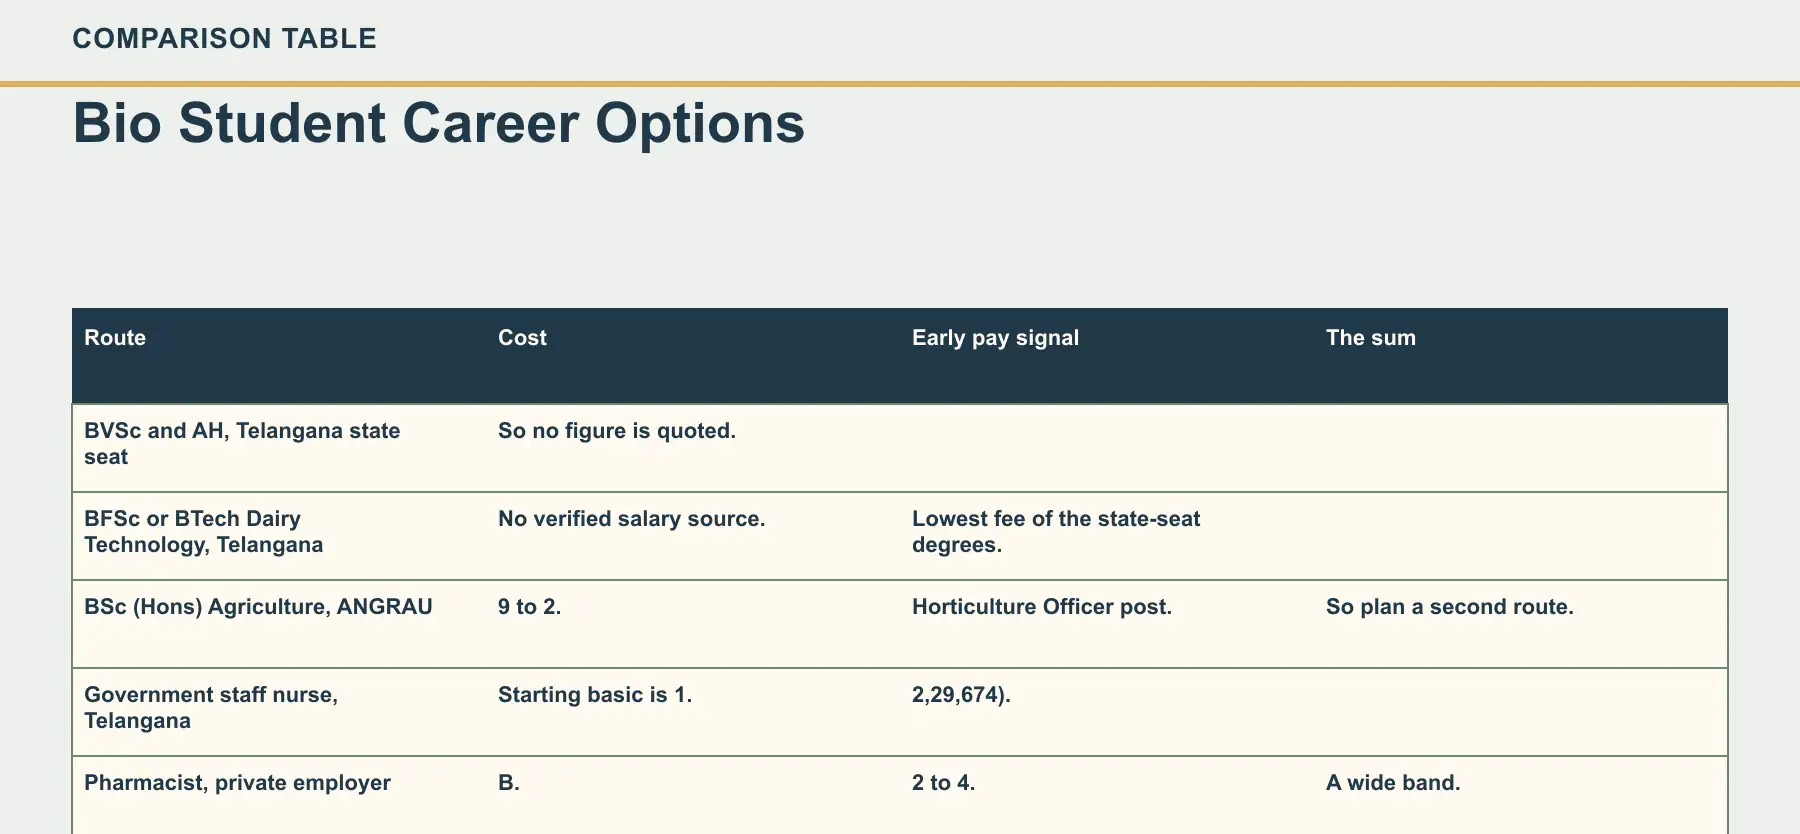 COMPARISON TABLE
Bio Student Career Options
Route Cost Early pay signal The sum
BVSc and AH, Telangana state seat So no figure is quoted.
BFSc or BTech Dairy Technology, Telangana No verified salary source. Lowest fee of the state-seat degrees.
BSc (Hons) Agriculture, ANGRAU 9 to 2. Horticulture Officer post. So plan a second route.
Government staff nurse, Telangana Starting basic is 1. 2,29,674).
Pharmacist, private employer B. 2 to 4. A wide band.